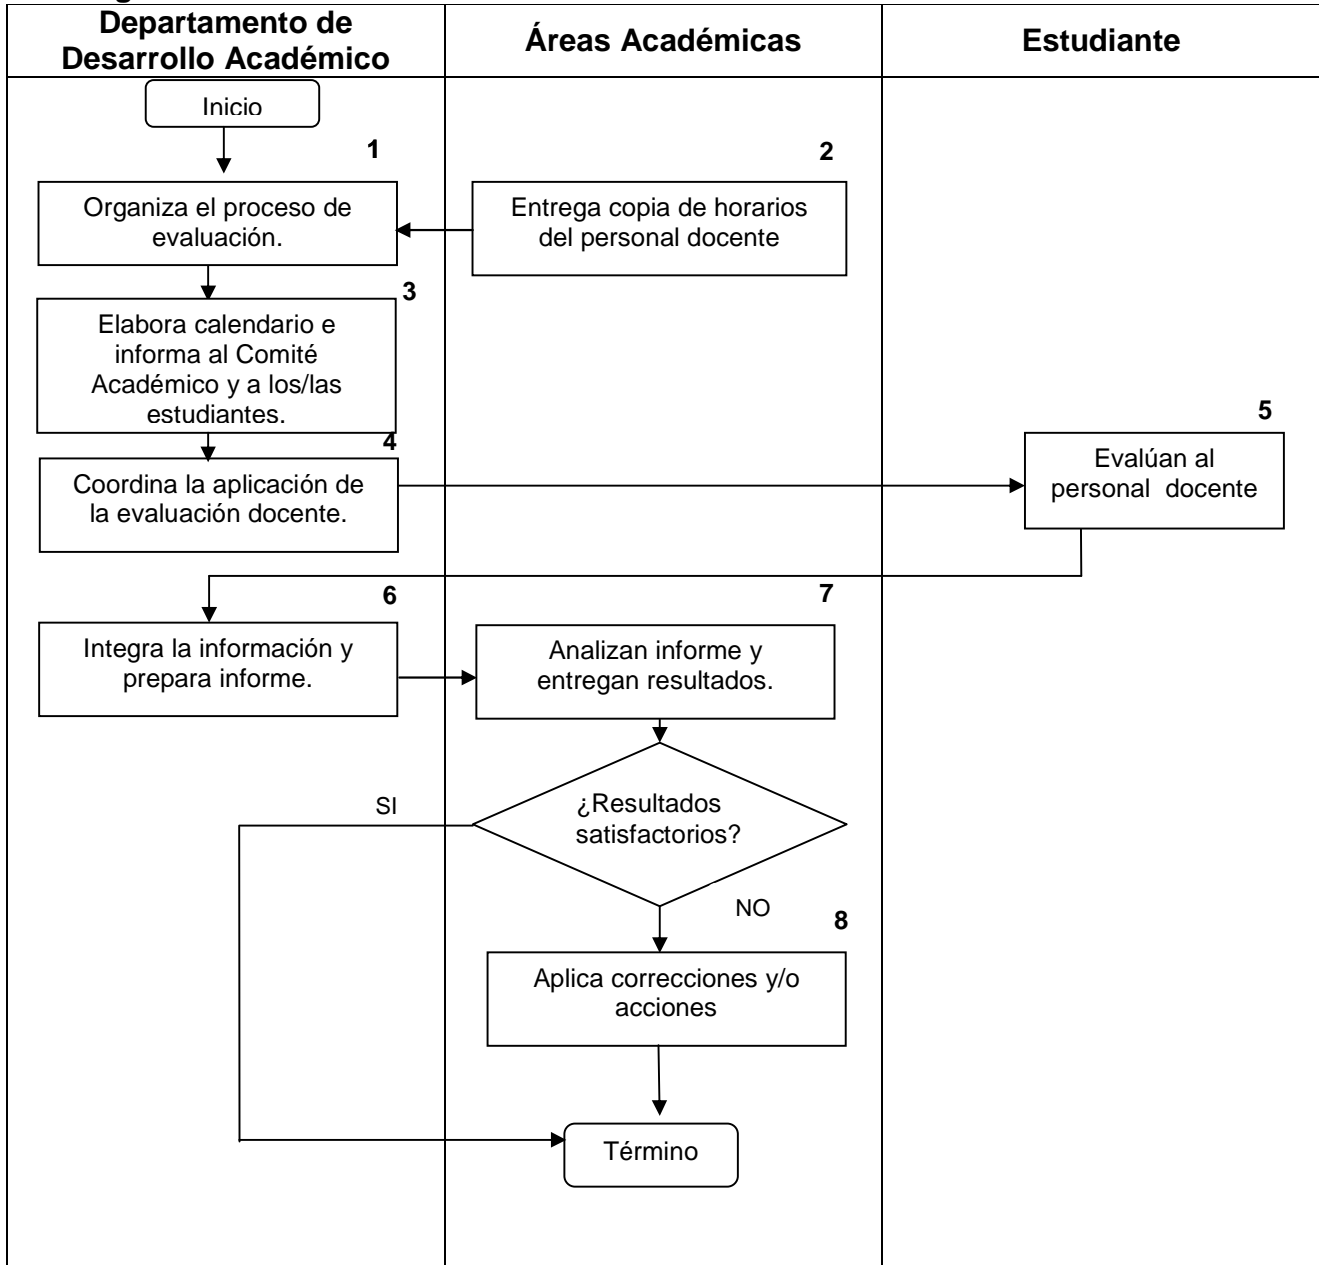 Departamento de
Desarrollo Académico
Áreas Académicas
Estudiante
Inicio
1
2
Organiza el proceso de
evaluación.
Entrega copia de horarios
del personal docente
3
Elabora calendario e
informa al Comité
Académico y a los/las
estudiantes.
4
5
Coordina la aplicación de
la evaluación docente.
Evalúan al
personal docente
6
7
Integra la información y
prepara informe.
Analizan informe y
entregan resultados.
SI
¿Resultados
satisfactorios?
NO
8
Aplica correcciones y/o
acciones
Término